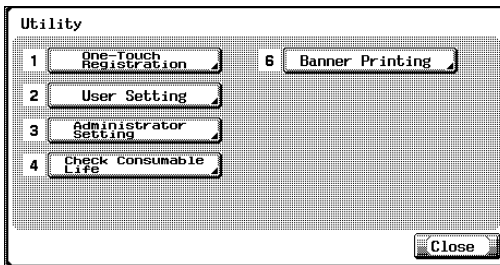 Utility
1 One-Touch
Registration
2 User Setting
3 Administrator
Setting
4 Check Consumable
Life
6 Banner Printing
Close